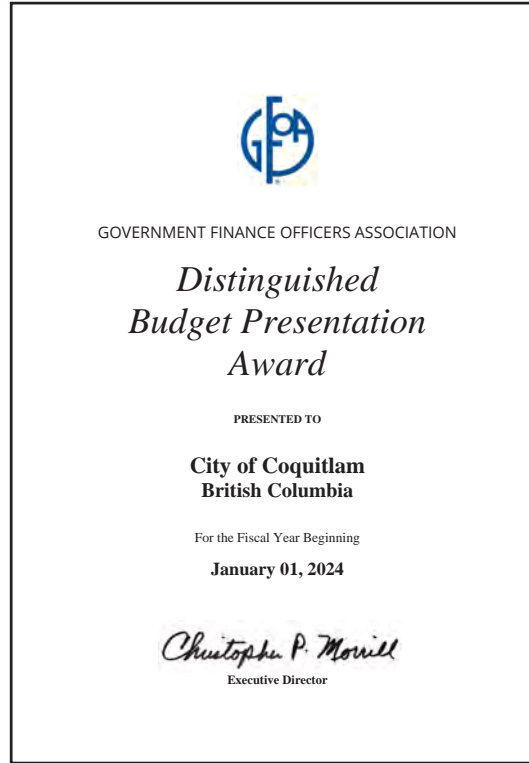 GFOA
GOVERNMENT FINANCE OFFICERS ASSOCIATION
Distinguished
Budget Presentation
Award
PRESENTED TO
City of Coquitlam
British Columbia
For the Fiscal Year Beginning
January 01, 2024
Christopher P. Morrill
Executive Director